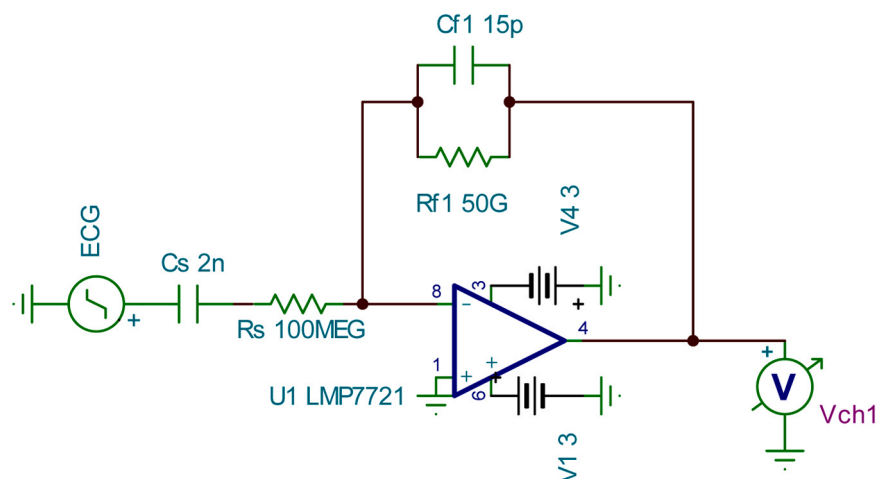 Cf1 15p
Rf1 50G
V4 3
ECG
Cs 2n
Rs 100MEG
8
3
4
1
6
U1 LMP7721
V1 3
V
Vch1